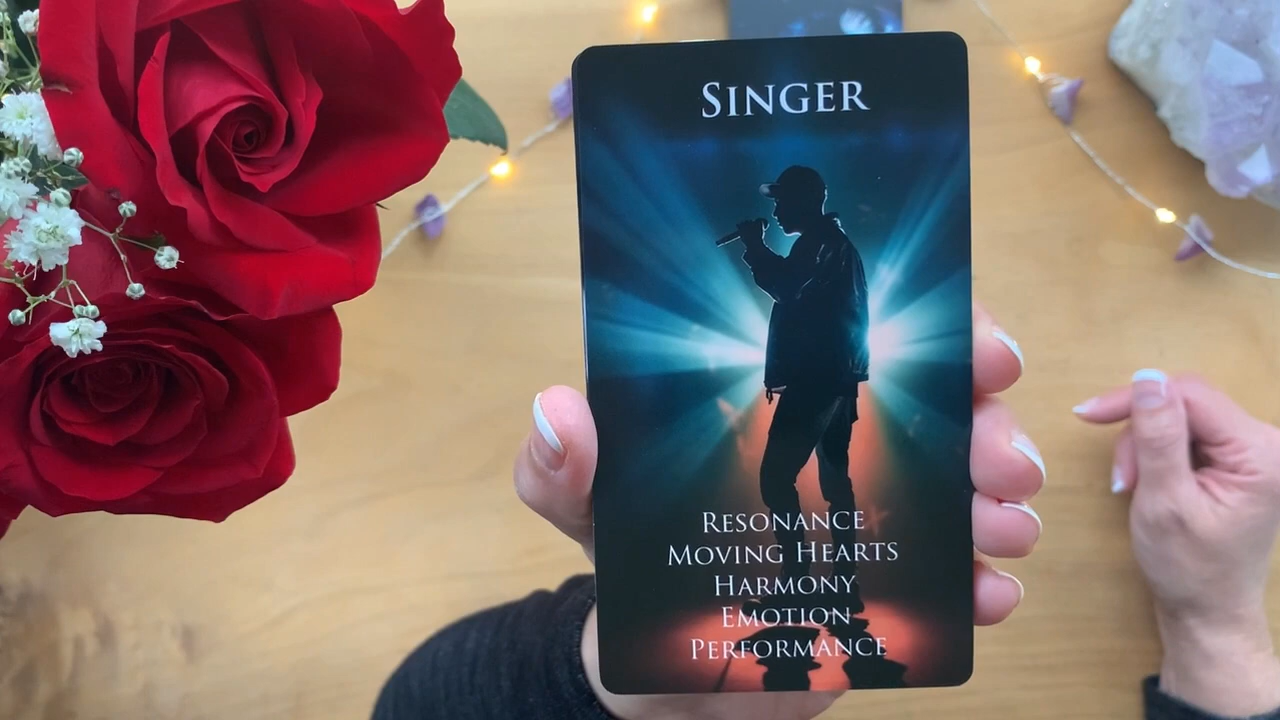 SINGER
RESONANCE
MOVING HEARTS
HARMONY
EMOTION
PERFORMANCE